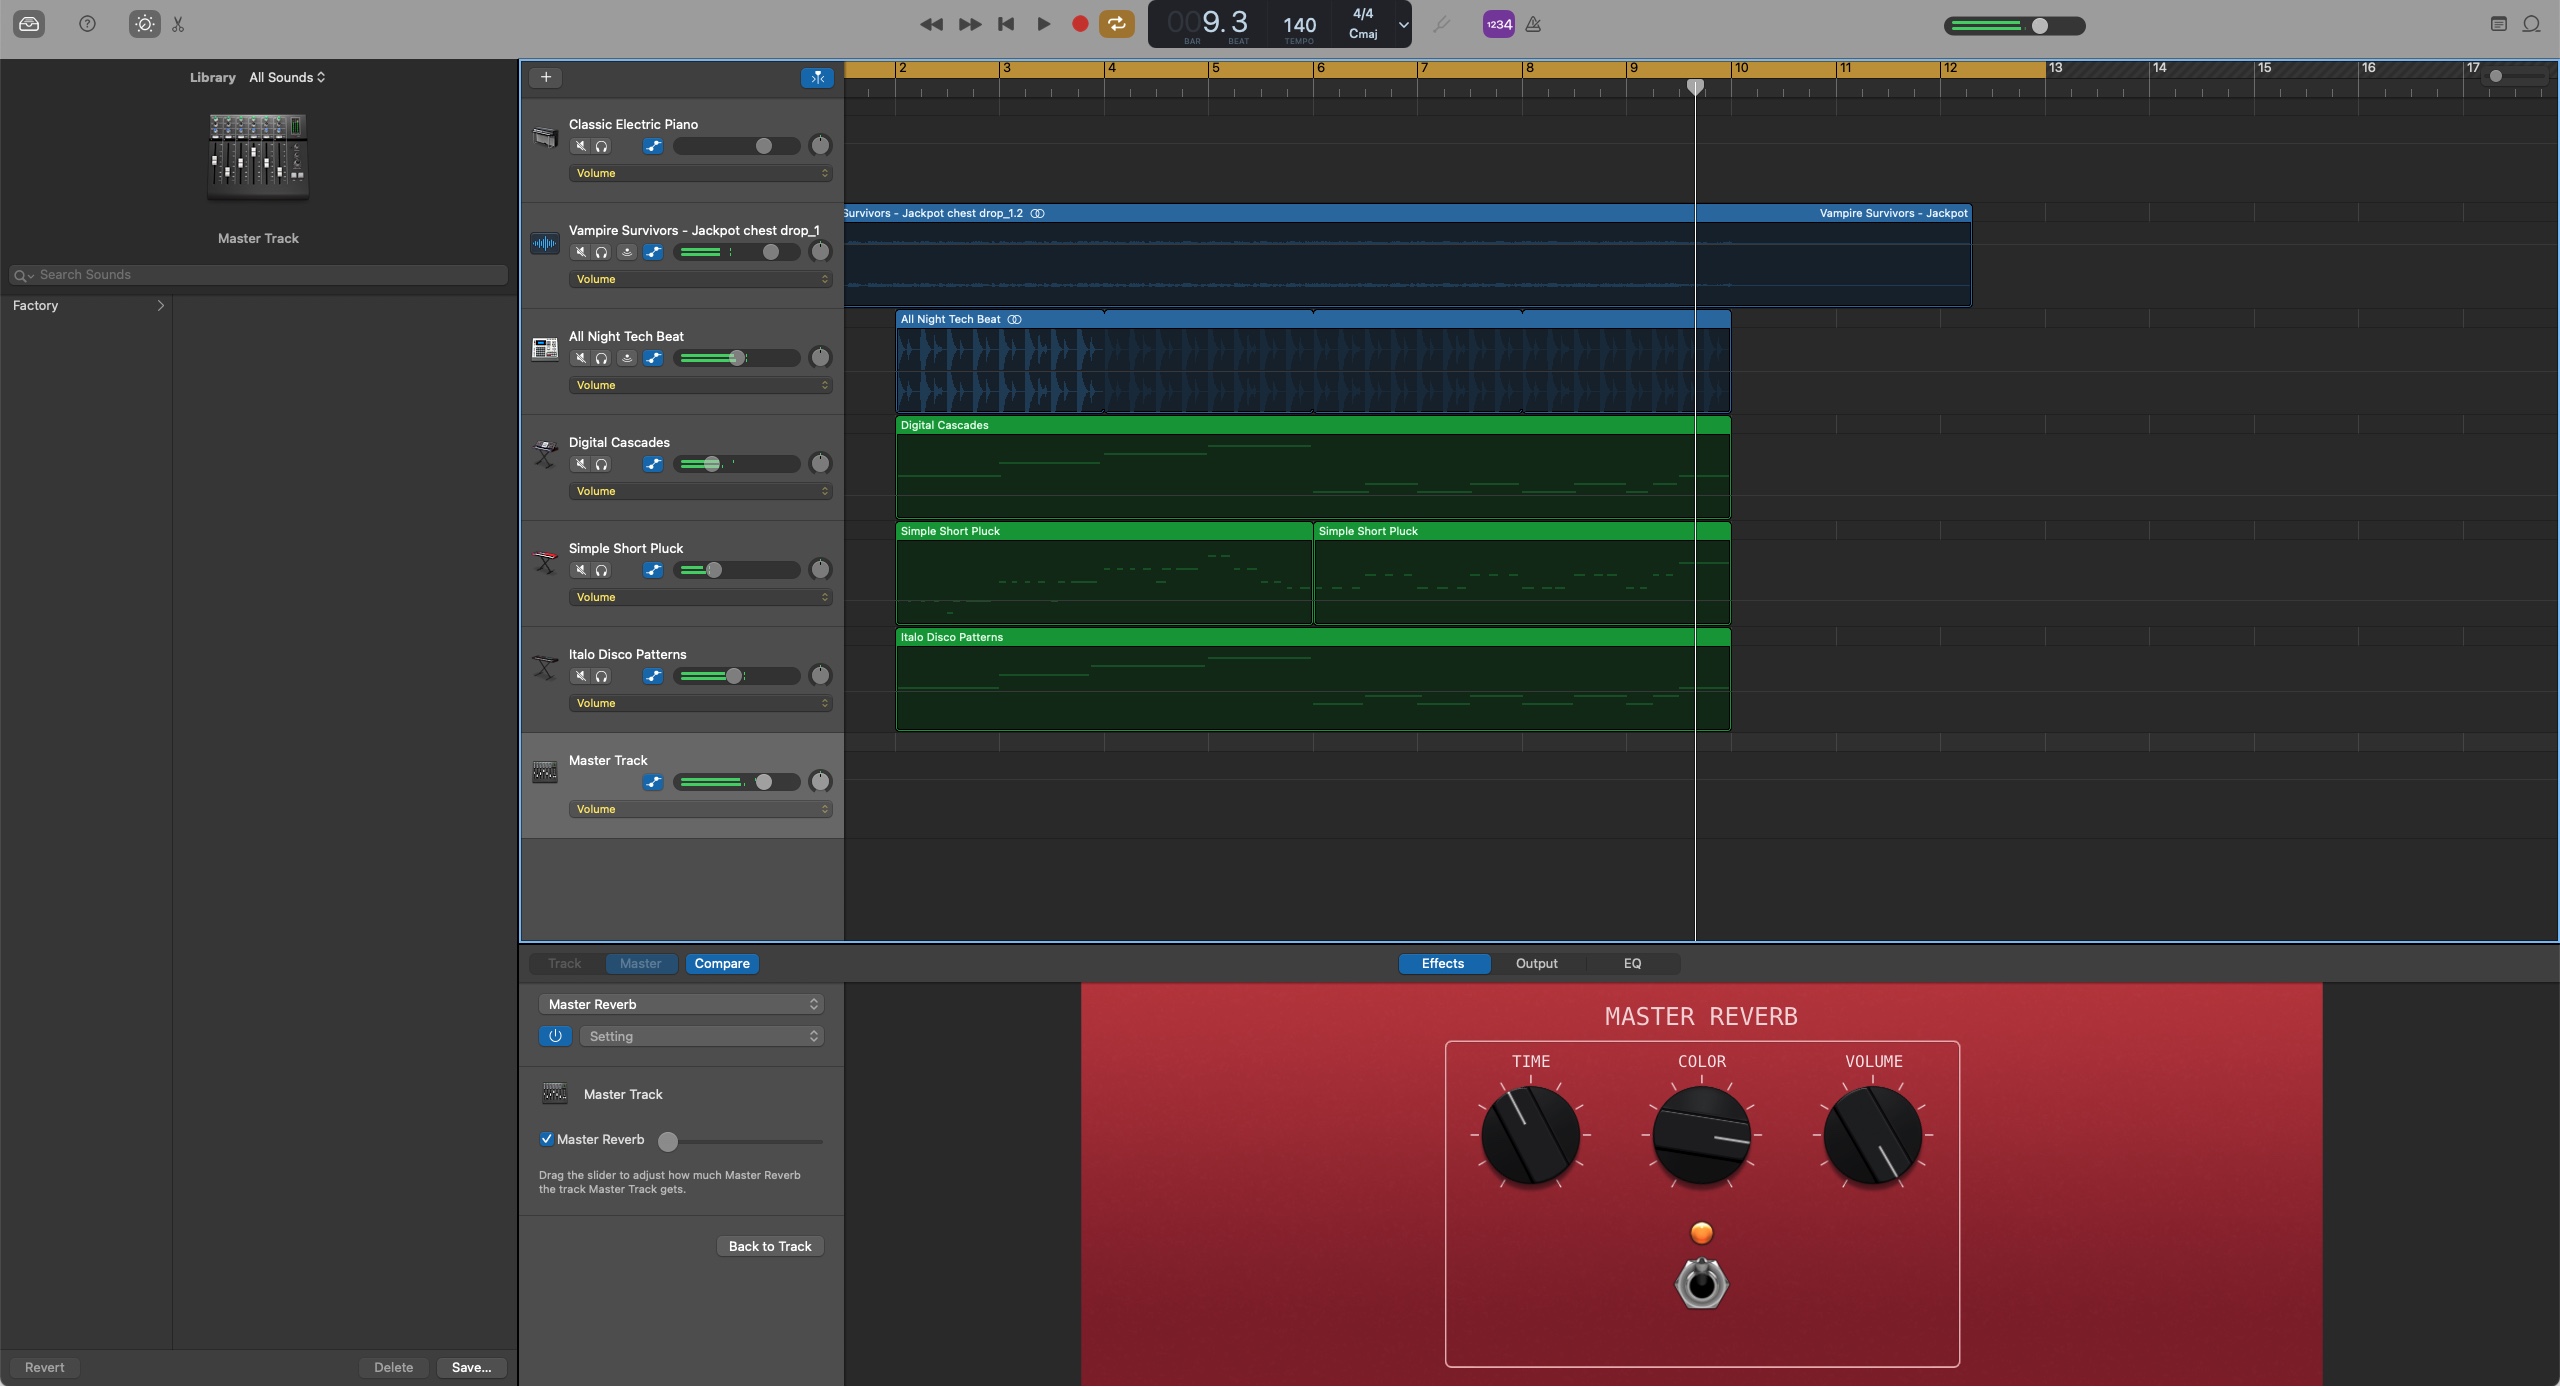 009.3
BAR
BEAT
140
TEMPO
4/4
Cmaj
1234
Library All Sounds
Master Track
Search Sounds
Factory
2 3 4 5 6 7 8 9 10 11 12 13 14 15 16 17
Classic Electric Piano
Volume
Vampire Survivors - Jackpot chest drop_1
Volume
Survivors - Jackpot chest drop_1.2
Vampire Survivors - Jackpot
All Night Tech Beat
Volume
All Night Tech Beat
Digital Cascades
Volume
Digital Cascades
Simple Short Pluck
Volume
Simple Short Pluck
Simple Short Pluck
Italo Disco Patterns
Volume
Italo Disco Patterns
Master Track
Volume
Track Master Compare
Effects Output EQ
Master Reverb
Setting
Master Track
Master Reverb
Drag the slider to adjust how much Master Reverb
the track Master Track gets.
Back to Track
MASTER REVERB
TIME COLOR VOLUME
Revert Delete Save...